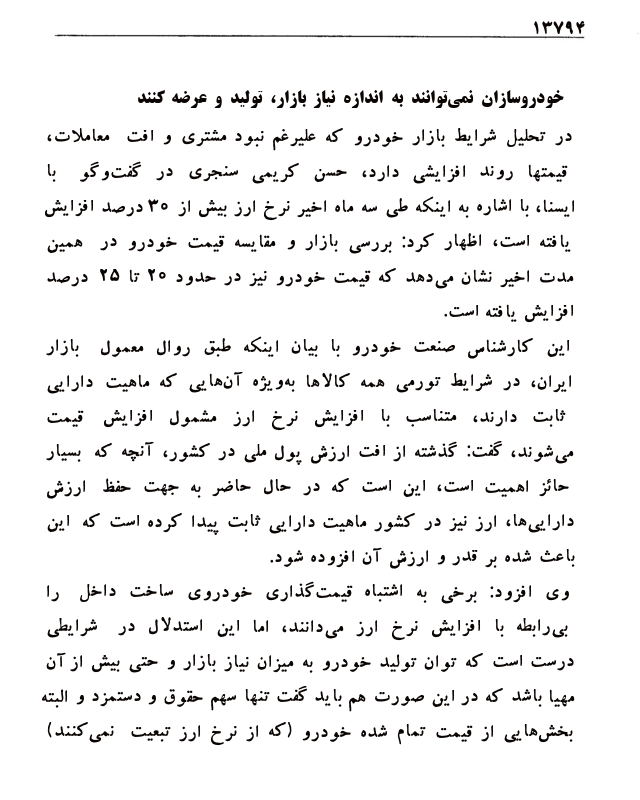 ۱۳۷۹۴
خودروسازان نمی‌توانند به اندازه نیاز بازار، تولید و عرضه کنند
در تحلیل شرایط بازار خودرو که علیرغم نبود مشتری و افت معاملات،
قیمتها روند افزایشی دارد، حسن کریمی سنجری در گفت‌وگو با
ایسنا، با اشاره به اینکه طی سه ماه اخیر نرخ ارز بیش از ۳۰ درصد افزایش
یافته است، اظهار کرد: بررسی بازار و مقایسه قیمت خودرو در همین
مدت اخیر نشان می‌دهد که قیمت خودرو نیز در حدود ۲۰ تا ۲۵ درصد
افزایش یافته است.
این کارشناس صنعت خودرو با بیان اینکه طبق روال معمول بازار
ایران، در شرایط تورمی همه کالاها به‌ویژه آن‌هایی که ماهیت دارایی
ثابت دارند، متناسب با افزایش نرخ ارز مشمول افزایش قیمت
می‌شوند، گفت: گذشته از افت ارزش پول ملی در کشور، آنچه که بسیار
حائز اهمیت است، این است که در حال حاضر به جهت حفظ ارزش
دارایی‌ها، ارز نیز در کشور ماهیت دارایی ثابت پیدا کرده است که این
باعث شده بر قدر و ارزش آن افزوده شود.
وی افزود: برخی به اشتباه قیمت‌گذاری خودروی ساخت داخل را
بی‌رابطه با افزایش نرخ ارز می‌دانند، اما این استدلال در شرایطی
درست است که توان تولید خودرو به میزان نیاز بازار و حتی بیش از آن
مهیا باشد که در این صورت هم باید گفت تنها سهم حقوق و دستمزد و البته
بخش‌هایی از قیمت تمام شده خودرو (که از نرخ ارز تبعیت نمی‌کنند)